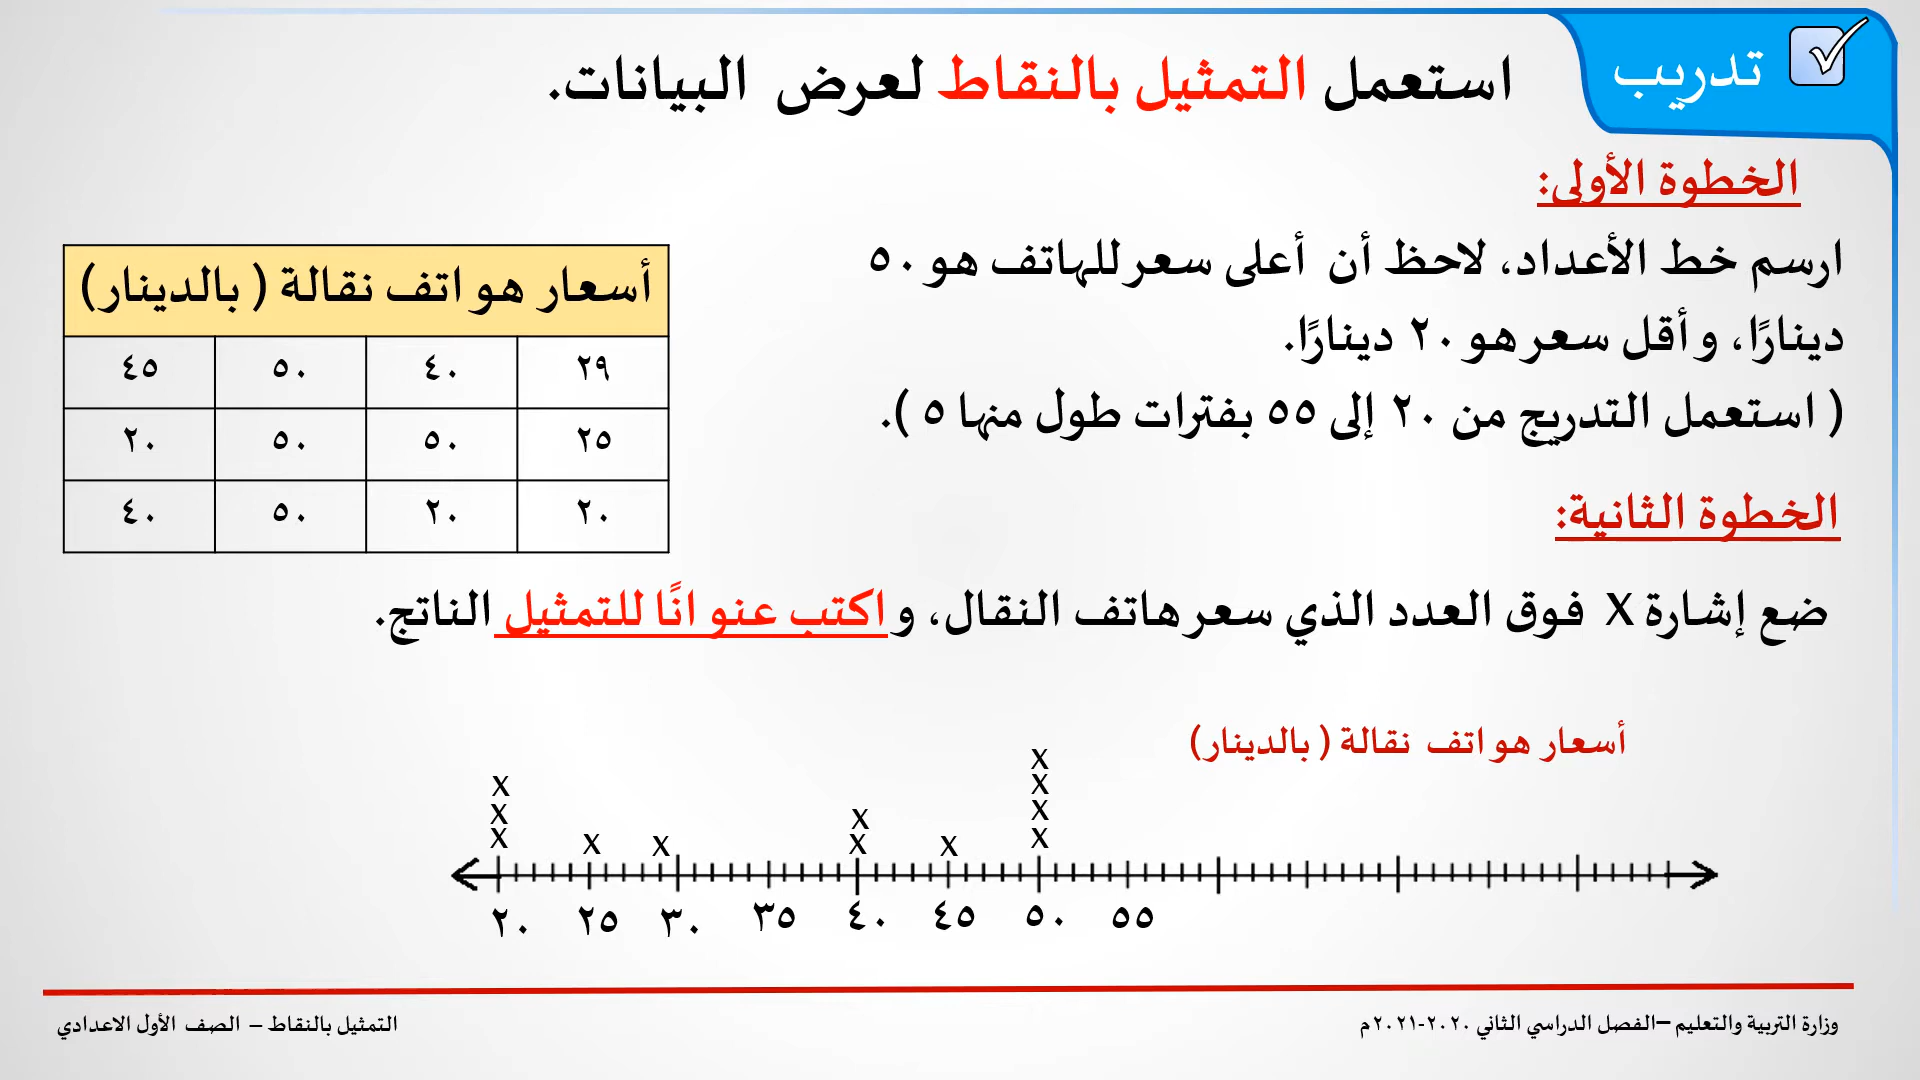 تدريب
استعمل التمثيل بالنقاط لعرض البيانات.
الخطوة الأولى:
ارسم خط الأعداد، لاحظ أن أعلى سعر للهاتف هو ٥٠
دينارًا، وأقل سعر هو ٢٠ دينارًا.
( استعمل التدريج من ٢٠ إلى ٥٥ بفترات طول منها ٥ ).
أسعار هواتف نقالة ( بالدينار)
٢٩ ٤٠ ٥٠ ٤٥
٢٥ ٥٠ ٥٠ ٢٠
٢٠ ٢٠ ٥٠ ٤٠
الخطوة الثانية:
ضع إشارة X فوق العدد الذي سعر هاتف النقال، واكتب عنوانًا للتمثيل الناتج.
أسعار هواتف نقالة ( بالدينار)
x
x x
x x x
x x x x x x
٢٠ ٢٥ ٣٠ ٣٥ ٤٠ ٤٥ ٥٠ ٥٥
وزارة التربية والتعليم –الفصل الدراسي الثاني ٢٠٢٠-٢٠٢١م
التمثيل بالنقاط – الصف الأول الاعدادي